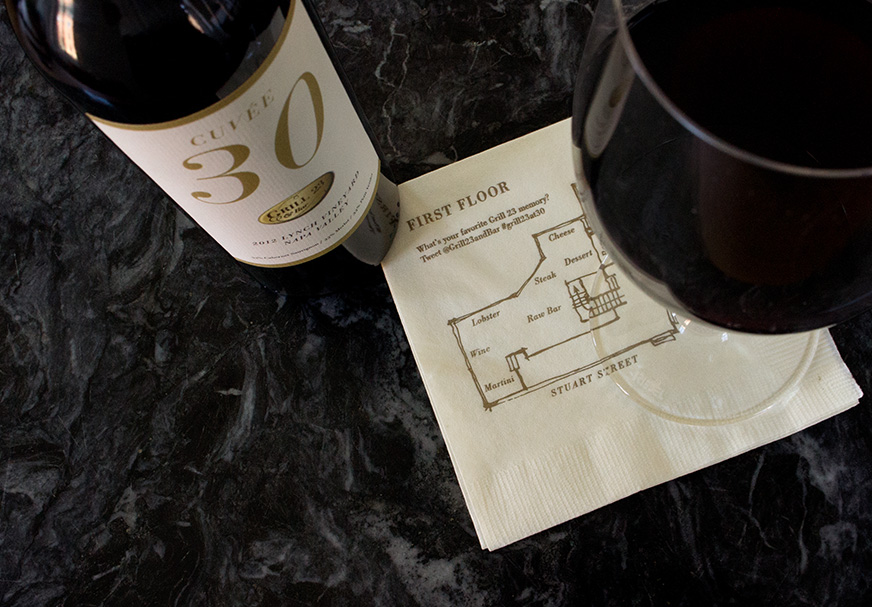 CUVÉE
30
GRILL 23
& Bar
2012 LYNCH VINEYARD
NAPA VALLEY
FIRST FLOOR
What's your favorite Grill 23 memory?
Tweet @Grill23andBar #grill23at30
Cheese
Dessert
Steak
Lobster
Raw Bar
Wine
Martini
STUART STREET